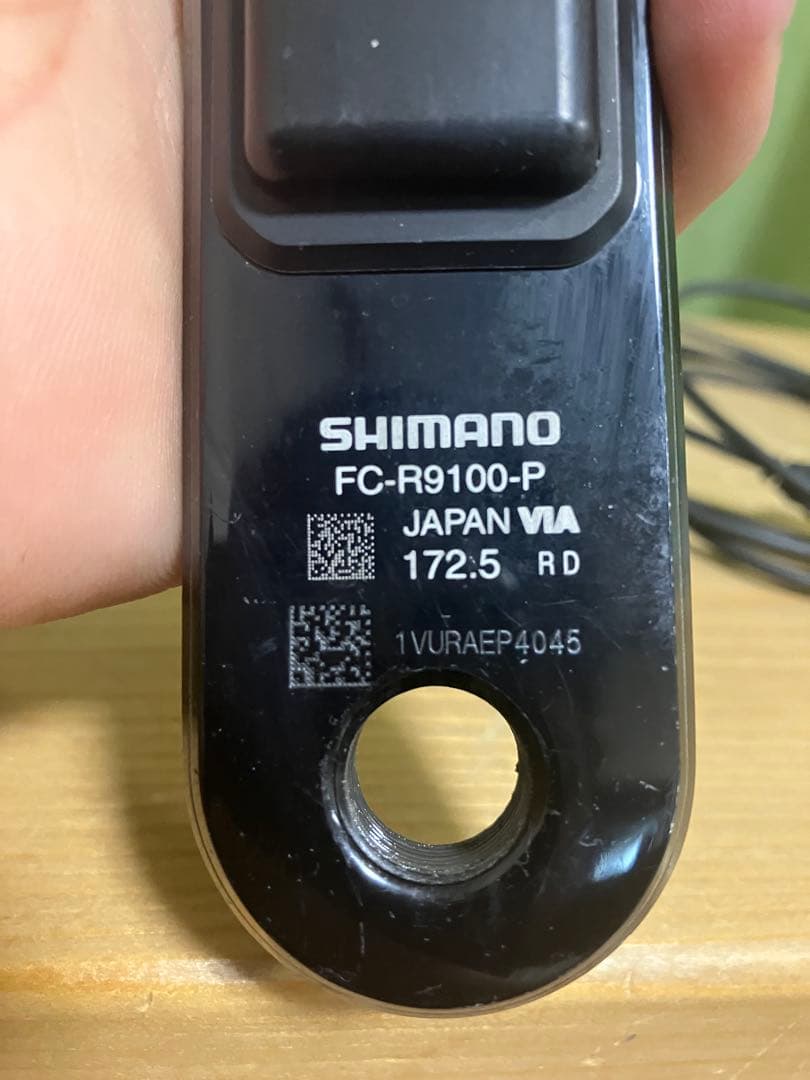 SHIMANO
FC-R9100-P
JAPAN VIA
172.5 RD
1VURAEP4045